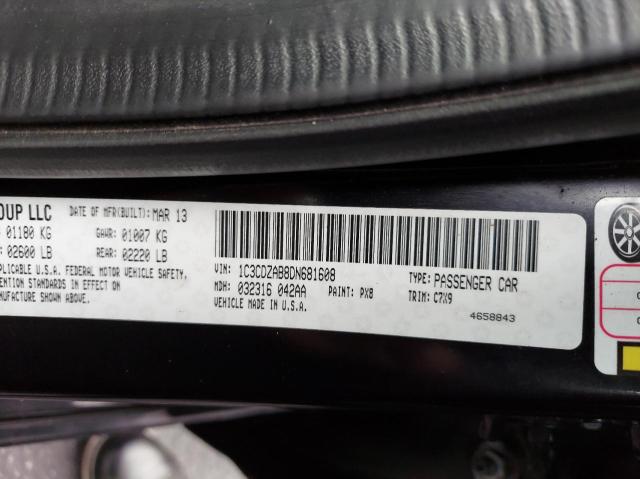 OUP LLC
DATE OF MFR(BUILT): MAR 13
01180 KG
GAWR: 01007 KG
02600 LB
REAR: 02220 LB
PLICABLE U.S.A. FEDERAL MOTOR VEHICLE SAFETY,
TION STANDARDS IN EFFECT ON
NUFACTURE SHOWN ABOVE.
VIN: 1C3CDZAB8DN681608
TYPE: PASSENGER CAR
MDH: 032316 042AA
PAINT: PX8
TRIM: C7X9
MADE IN U.S.A.
4658843